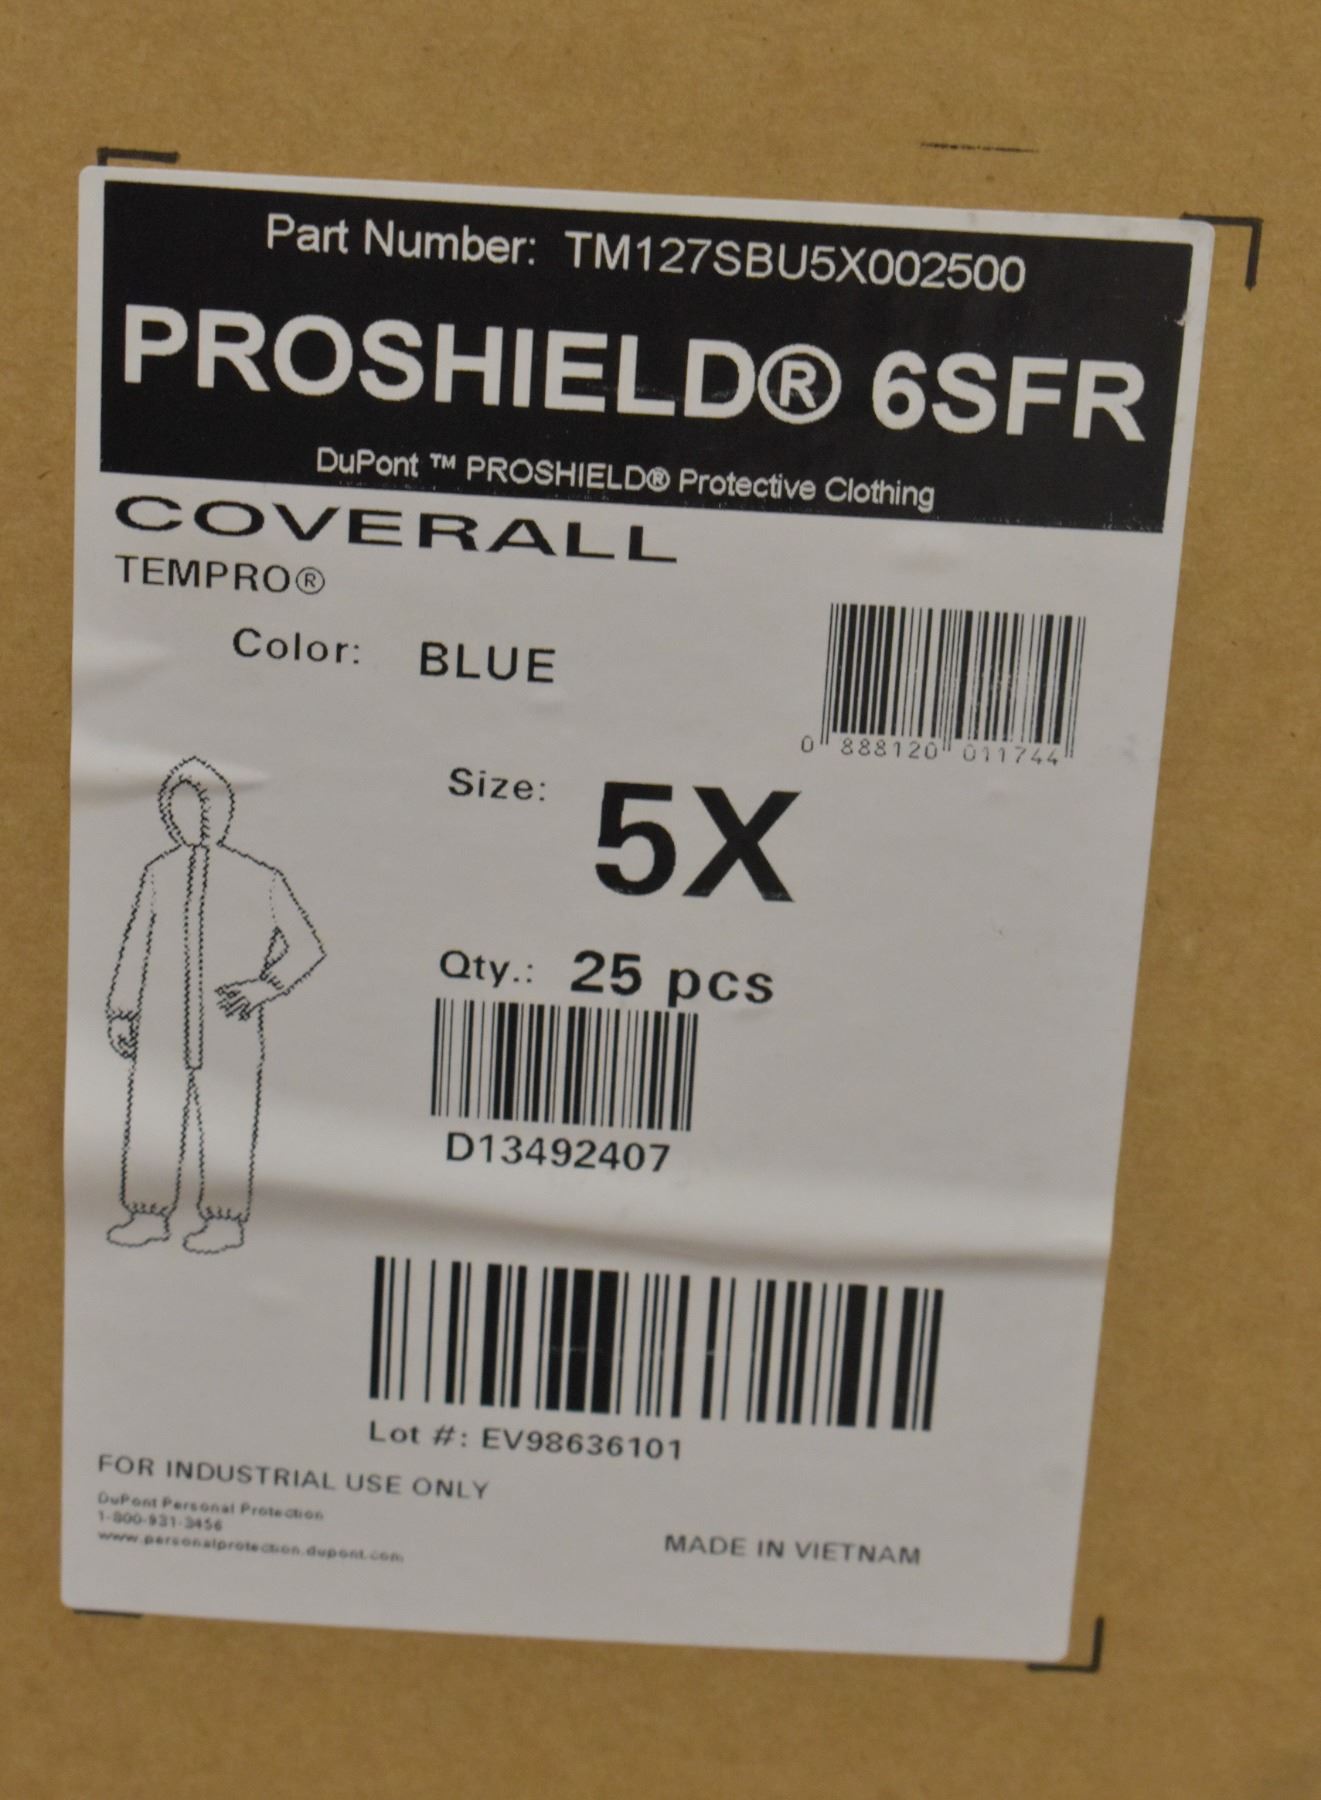 Part Number: TM127SBU5X002500
PROSHIELD® 6SFR
DuPont ™ PROSHIELD® Protective Clothing
COVERALL
TEMPRO®
Color: BLUE
0 888120 011744
Size: 5X
Qty.: 25 pcs
D13492407
Lot #: EV98636101
FOR INDUSTRIAL USE ONLY
DuPont Personal Protection
1-800-931-3456
www.personalprotection.dupont.com
MADE IN VIETNAM